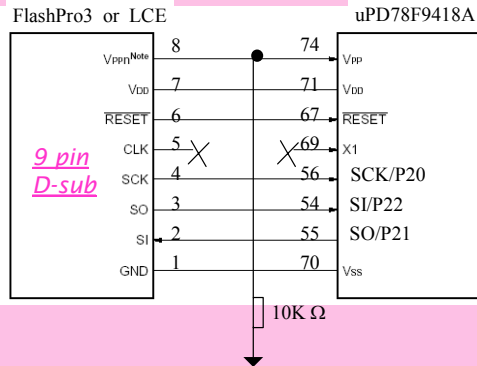 FlashPro3 or LCE uPD78F9418A
VPPnNote 8 74 VPP
VDD 7 71 VDD
RESET 6 67 RESET
CLK 5 69 X1
SCK 4 56 SCK/P20
SO 3 54 SI/P22
SI 2 55 SO/P21
GND 1 70 VSS
9 pin
D-sub
10K Ω